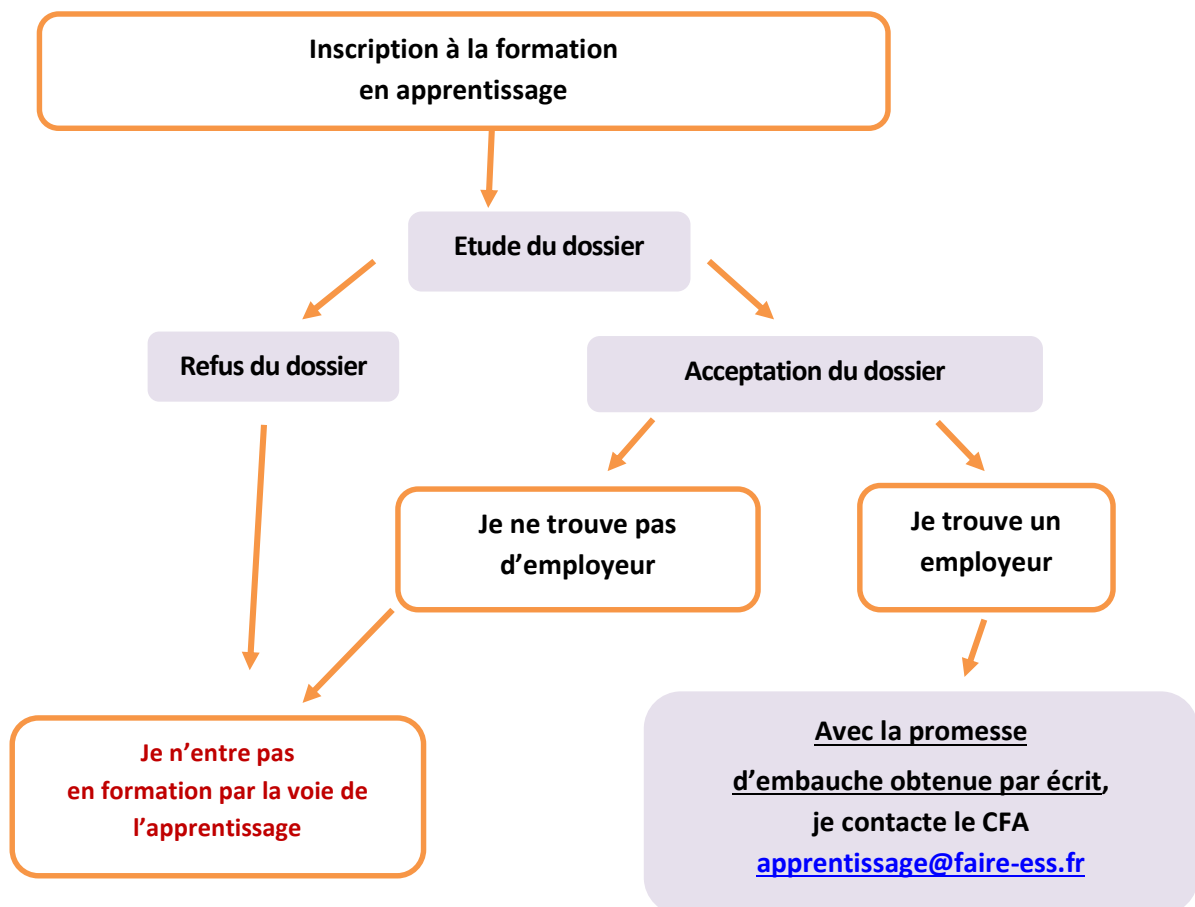 Inscription à la formation
en apprentissage
Etude du dossier
Refus du dossier
Acceptation du dossier
Je ne trouve pas
d’employeur
Je trouve un
employeur
Je n’entre pas
en formation par la voie de
l’apprentissage
Avec la promesse
d’embauche obtenue par écrit,
je contacte le CFA
apprentissage@faire-ess.fr